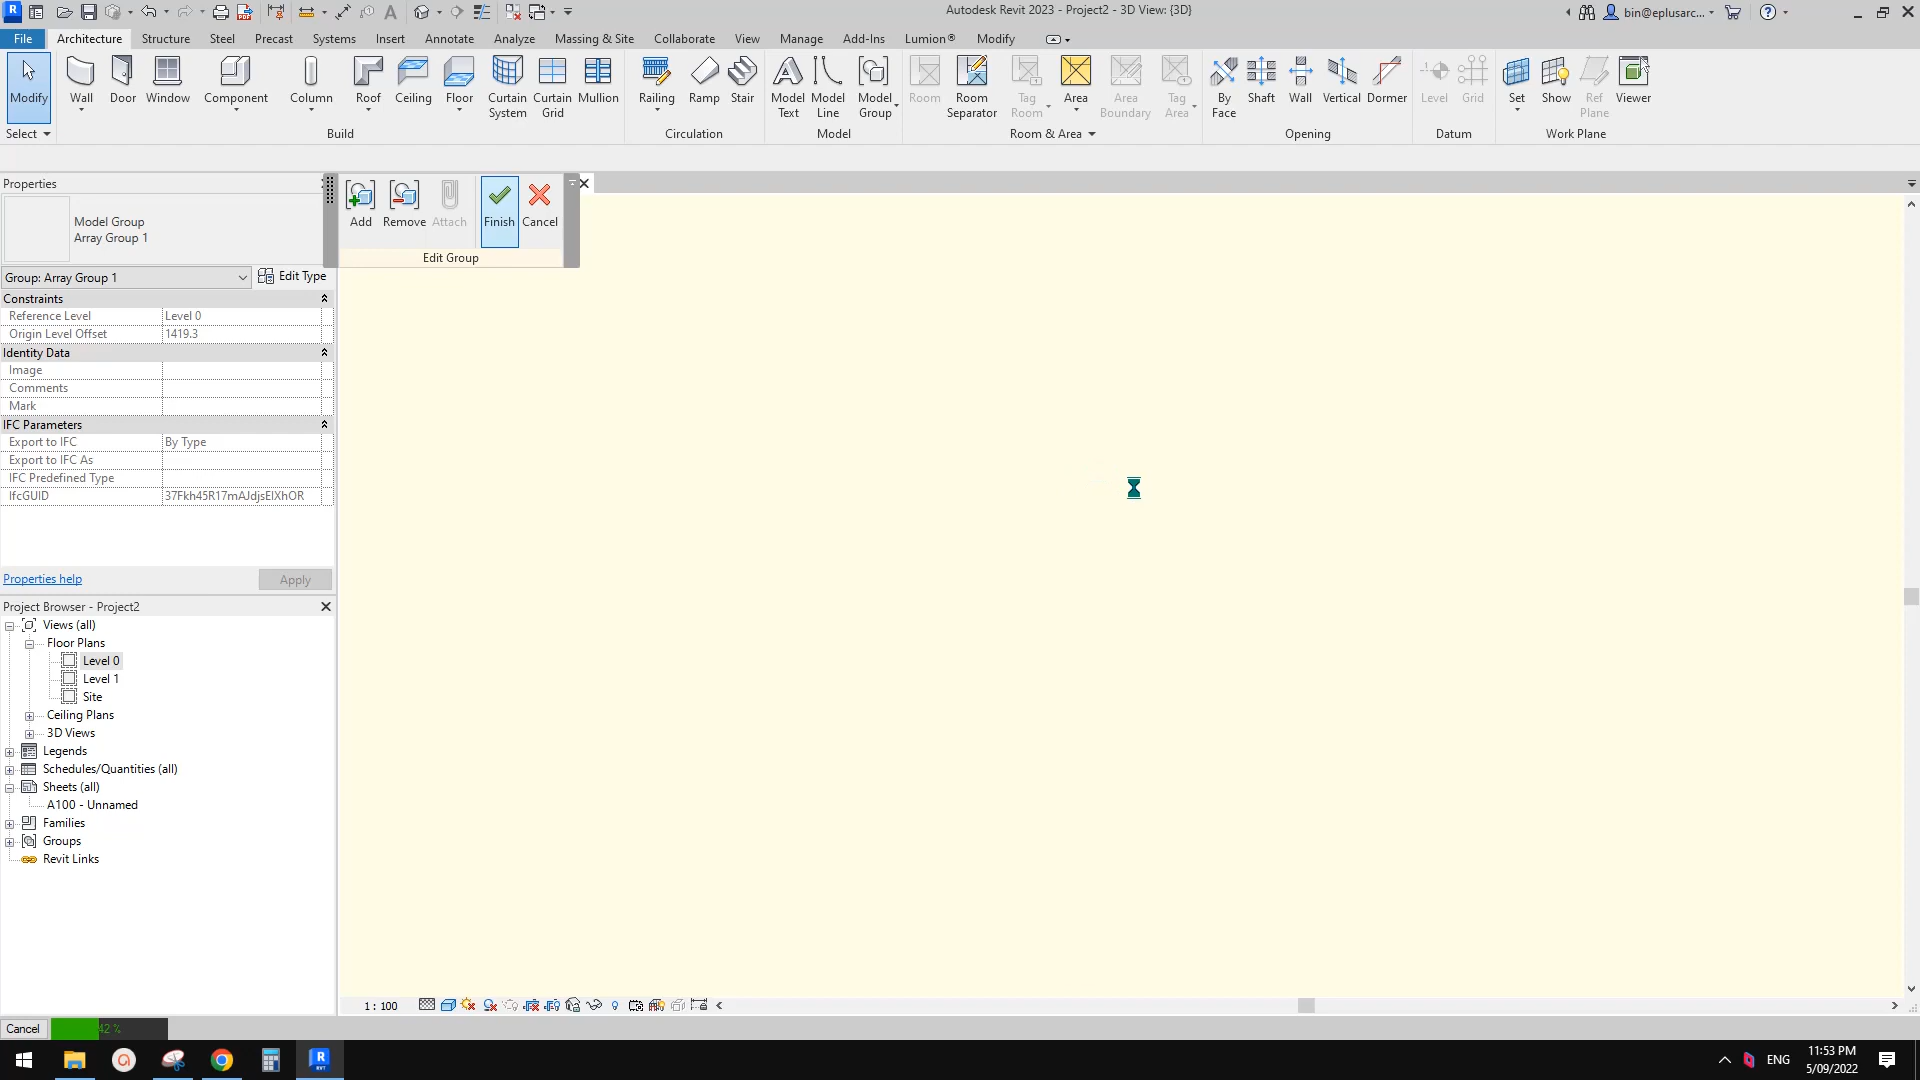 Autodesk Revit 2023 - Project2 - 3D View: {3D}
bin@eplusarc...
File Architecture Structure Steel Precast Systems Insert Annotate Analyze Massing & Site Collaborate View Manage Add-Ins Lumion® Modify
Modify
Wall
Door
Window
Component
Column
Roof
Ceiling
Floor
Curtain System
Curtain Grid
Mullion
Railing
Ramp
Stair
Model Text
Model Line
Model Group
Room
Room Separator
Tag Room
Area
Area Boundary
Tag Area
By Face
Shaft
Wall
Vertical
Dormer
Level
Grid
Set
Show
Ref Plane
Viewer
Select Build Circulation Model Room & Area Opening Datum Work Plane
Properties
Model Group
Array Group 1
Group: Array Group 1
Edit Type
Constraints
Reference Level Level 0
Origin Level Offset 1419.3
Identity Data
Image
Comments
Mark
IFC Parameters
Export to IFC By Type
Export to IFC As
IFC Predefined Type
IfcGUID 37Fkh45R17mAJdjsElXhOR
Properties help
Apply
Add Remove Attach Finish Cancel
Edit Group
Project Browser - Project2
Views (all)
Floor Plans
Level 0
Level 1
Site
Ceiling Plans
3D Views
Legends
Schedules/Quantities (all)
Sheets (all)
A100 - Unnamed
Families
Groups
Revit Links
1 : 100
Cancel 42 %
ENG
11:53 PM
5/09/2022